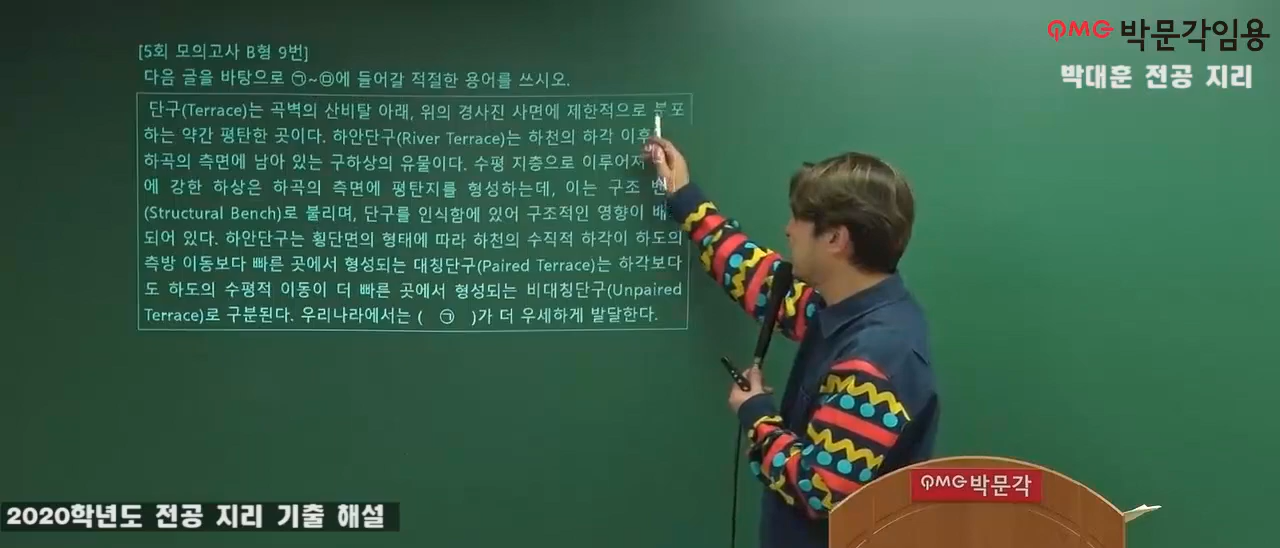 PMG 박문각임용
박대훈 전공 지리
[5회 모의고사 B형 9번]
다음 글을 바탕으로 ㉠~㉤에 들어갈 적절한 용어를 쓰시오.
단구(Terrace)는 곡벽의 산비탈 아래, 위의 경사진 사면에 제한적으로 분포
하는 약간 평탄한 곳이다. 하안단구(River Terrace)는 하천의 하각 이후
하곡의 측면에 남아 있는 구하상의 유물이다. 수평 지층으로 이루어져
에 강한 하상은 하곡의 측면에 평탄지를 형성하는데, 이는 구조
(Structural Bench)로 불리며, 단구를 인식함에 있어 구조적인 영향이
되어 있다. 하안단구는 횡단면의 형태에 따라 하천의 수직적 하각이 하도의
측방 이동보다 빠른 곳에서 형성되는 대칭단구(Paired Terrace)는 하각보다
도 하도의 수평적 이동이 더 빠른 곳에서 형성되는 비대칭단구(Unpaired
Terrace)로 구분된다. 우리나라에서는 ( ㉠ )가 더 우세하게 발달한다.
PMG 박문각
2020학년도 전공 지리 기출 해설